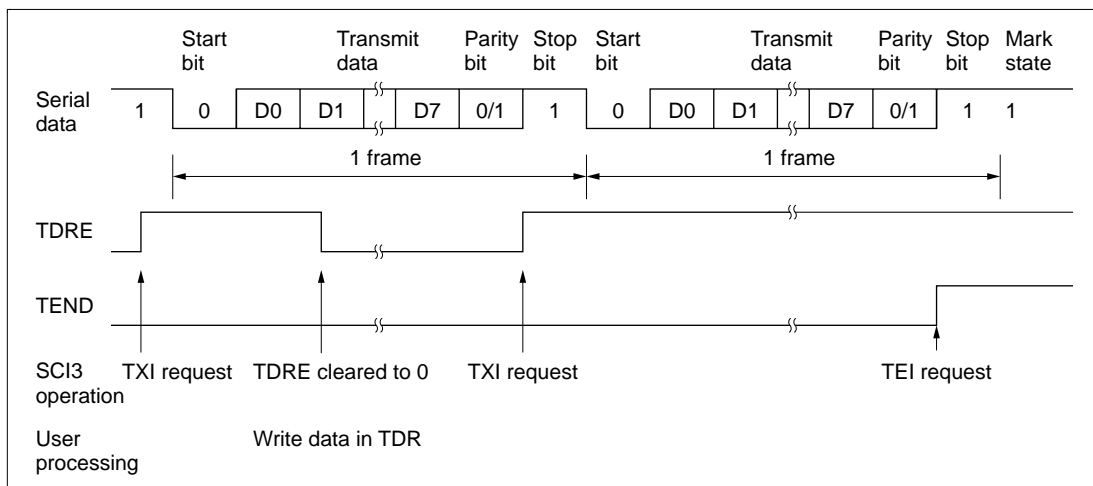 Start bit Transmit data Parity bit Stop bit Start bit Transmit data Parity bit Stop bit Mark state
Serial data 1 0 D0 D1 D7 0/1 1 0 D0 D1 D7 0/1 1 1
1 frame 1 frame
TDRE
TEND
SCI3 operation TXI request TDRE cleared to 0 TXI request TEI request
User processing Write data in TDR